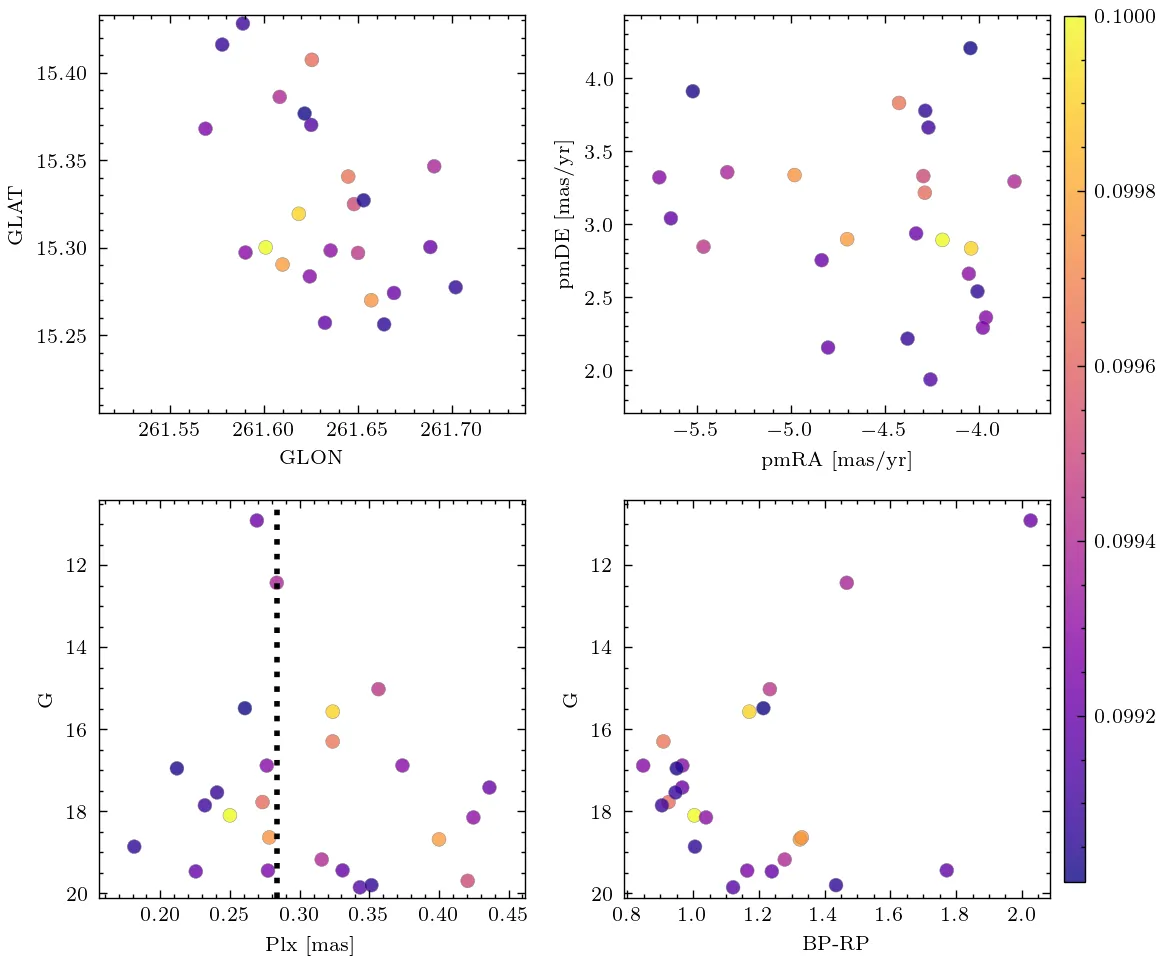 15.40
15.35
15.30
15.25
GLAT
261.55 261.60 261.65 261.70
GLON
4.0
3.5
3.0
2.5
2.0
pmDE [mas/yr]
−5.5 −5.0 −4.5 −4.0
pmRA [mas/yr]
0.1000
0.0998
0.0996
0.0994
0.0992
12
14
16
18
20
G
0.20 0.25 0.30 0.35 0.40 0.45
Plx [mas]
12
14
16
18
20
G
0.8 1.0 1.2 1.4 1.6 1.8 2.0
BP-RP